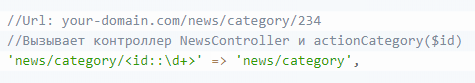 //Url: your-domain.com/news/category/234
//Вызывает контроллер NewsController и actionCategory($id)
'news/category/<id::\d+>' => 'news/category',